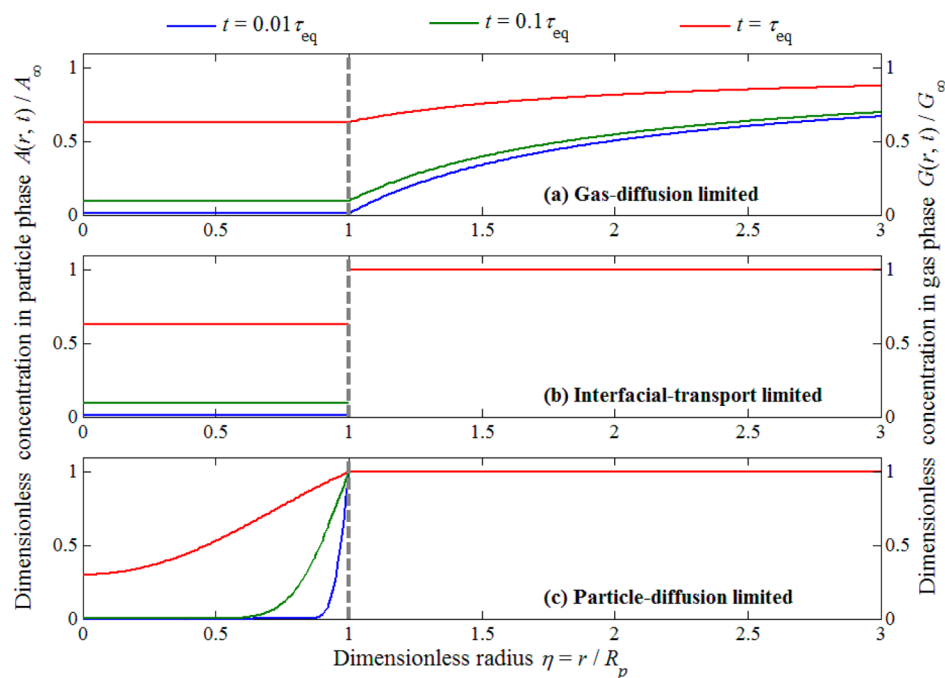 t = 0.01τeq t = 0.1τeq t = τeq
Dimensionless concentration in particle phase A(r, t) / A∞
Dimensionless concentration in gas phase G(r, t) / G∞
1 1
0.5 0.5
0 0
(a) Gas-diffusion limited
0 0.5 1 1.5 2 2.5 3
1 1
0.5 0.5
0 0
(b) Interfacial-transport limited
0 0.5 1 1.5 2 2.5 3
1 1
0.5 0.5
0 0
(c) Particle-diffusion limited
0 0.5 1 1.5 2 2.5 3
Dimensionless radius η = r / Rp